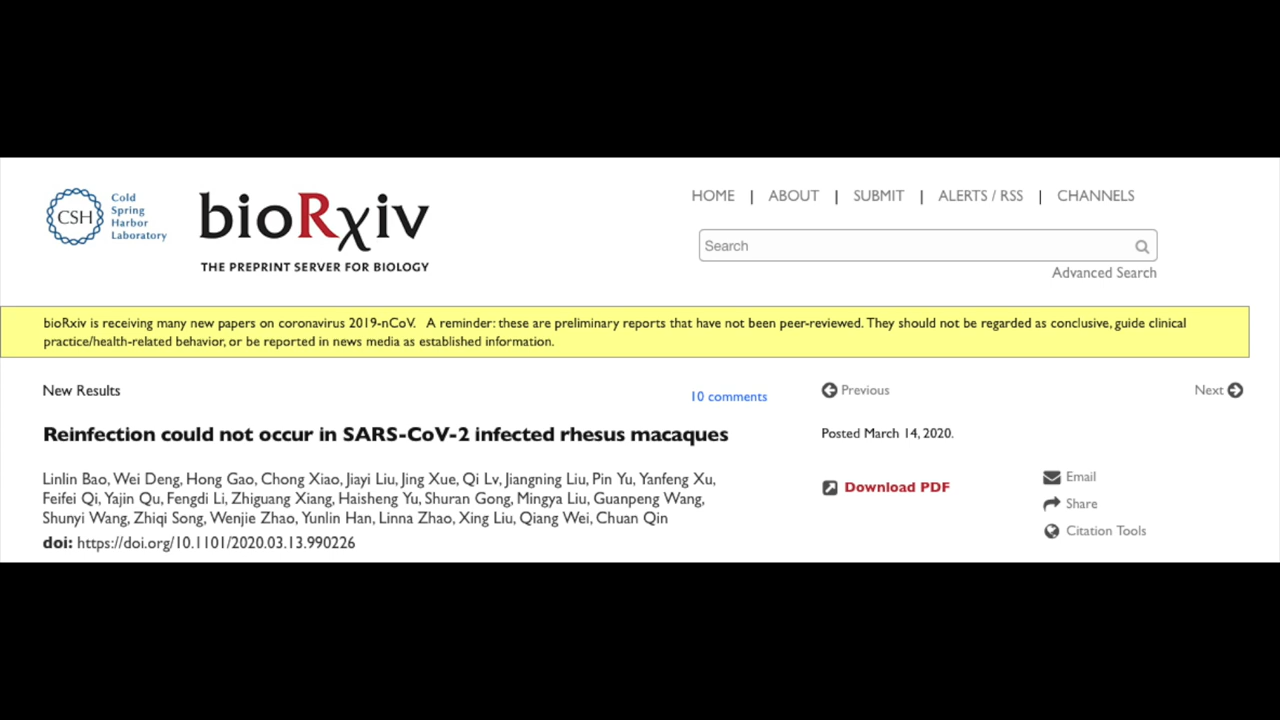 CSH
Cold
Spring
Harbor
Laboratory
bioRxiv
THE PREPRINT SERVER FOR BIOLOGY
HOME | ABOUT | SUBMIT | ALERTS / RSS | CHANNELS
Search
Advanced Search
bioRxiv is receiving many new papers on coronavirus 2019-nCoV. A reminder: these are preliminary reports that have not been peer-reviewed. They should not be regarded as conclusive, guide clinical
practice/health-related behavior, or be reported in news media as established information.
New Results
10 comments
Reinfection could not occur in SARS-CoV-2 infected rhesus macaques
Linlin Bao, Wei Deng, Hong Gao, Chong Xiao, Jiayi Liu, Jing Xue, Qi Lv, Jiangning Liu, Pin Yu, Yanfeng Xu,
Feifei Qi, Yajin Qu, Fengdi Li, Zhiguang Xiang, Haisheng Yu, Shuran Gong, Mingya Liu, Guanpeng Wang,
Shunyi Wang, Zhiqi Song, Wenjie Zhao, Yunlin Han, Linna Zhao, Xing Liu, Qiang Wei, Chuan Qin
doi: https://doi.org/10.1101/2020.03.13.990226
Previous
Next
Posted March 14, 2020.
Download PDF
Email
Share
Citation Tools